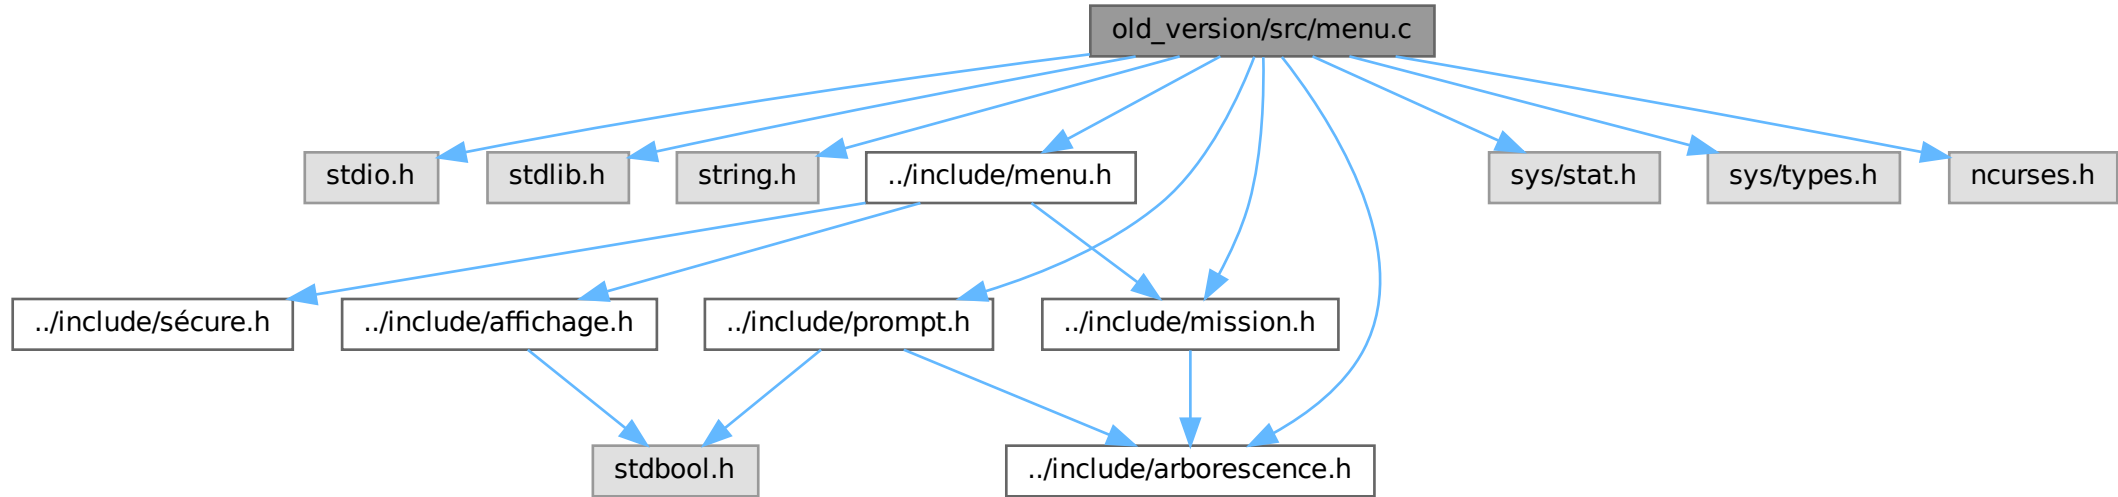 old_version/src/menu.c
stdio.h
stdlib.h
string.h
../include/menu.h
sys/stat.h
sys/types.h
ncurses.h
../include/sécure.h
../include/affichage.h
../include/prompt.h
../include/mission.h
stdbool.h
../include/arborescence.h